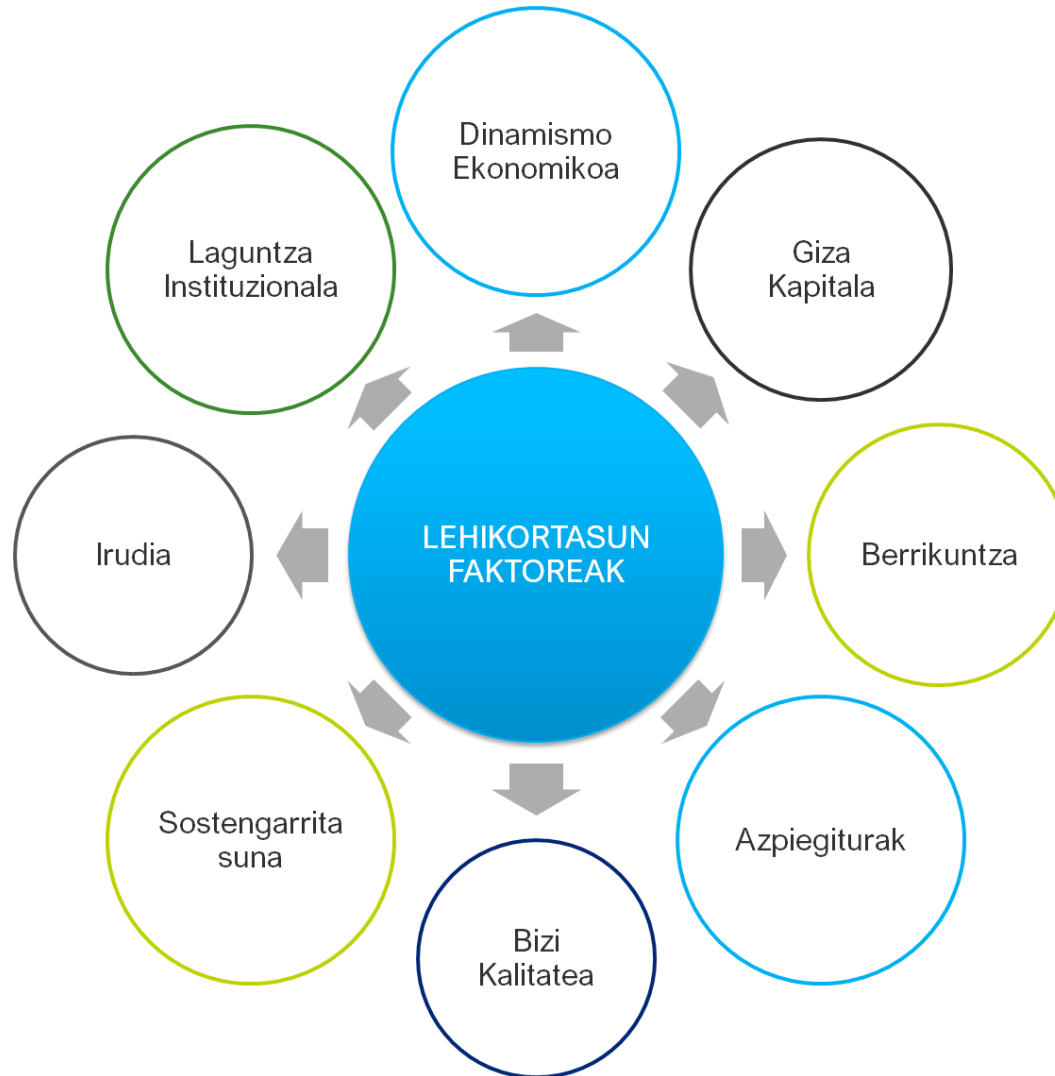 Dinamismo
Ekonomikoa
Laguntza
Instituzionala
Giza
Kapitala
LEHIKORTASUN
FAKTOREAK
Irudia
Berrikuntza
Sostengarrita
suna
Azpiegiturak
Bizi
Kalitatea